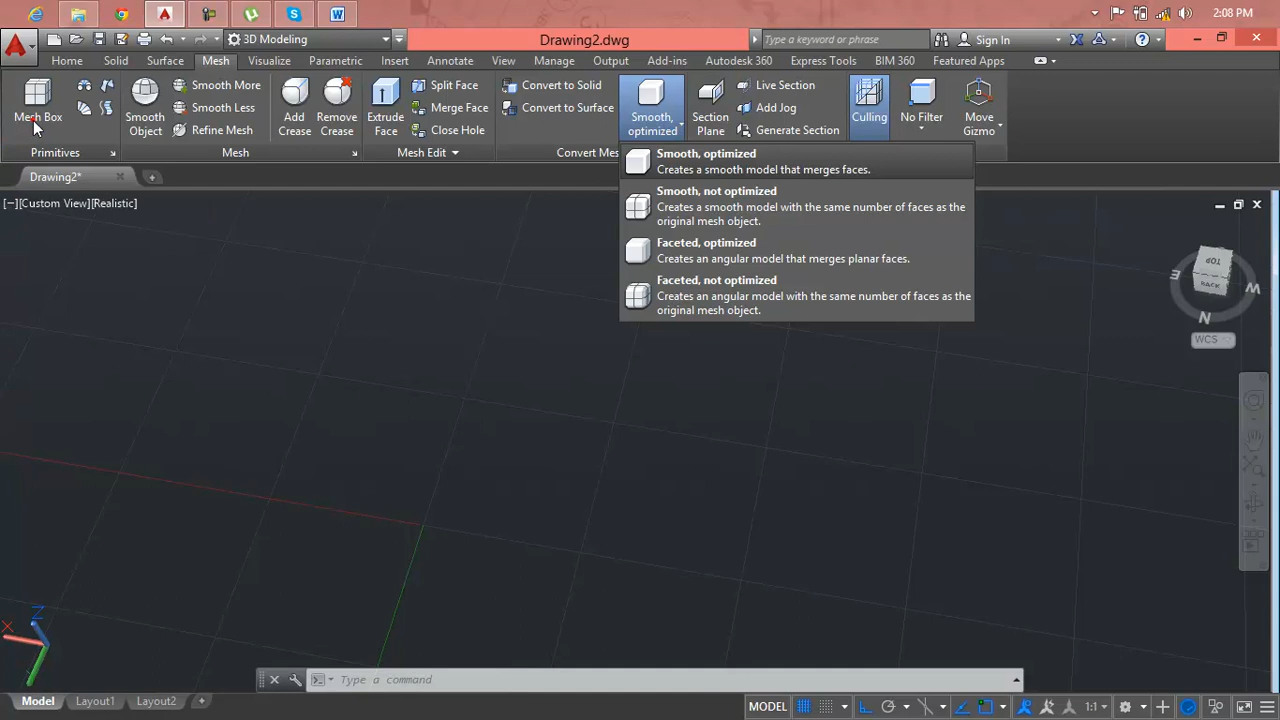 2:08 PM
3D Modeling
Drawing2.dwg
Type a keyword or phrase
Sign In
Home Solid Surface Mesh Visualize Parametric Insert Annotate View Manage Output Add-ins Autodesk 360 Express Tools BIM 360 Featured Apps
Mesh Box
Smooth Object
Smooth More
Smooth Less
Refine Mesh
Add Crease
Remove Crease
Extrude Face
Split Face
Merge Face
Close Hole
Convert to Solid
Convert to Surface
Smooth, optimized
Section Plane
Live Section
Add Jog
Generate Section
Culling
No Filter
Move Gizmo
Primitives
Mesh
Mesh Edit
Convert Mes
Smooth, optimized
Creates a smooth model that merges faces.
Smooth, not optimized
Creates a smooth model with the same number of faces as the
original mesh object.
Faceted, optimized
Creates an angular model that merges planar faces.
Faceted, not optimized
Creates an angular model with the same number of faces as the
original mesh object.
Drawing2*
[−][Custom View][Realistic]
TOP
BACK
E
W
N
WCS
Z
X
Type a command
Model Layout1 Layout2
MODEL
1:1